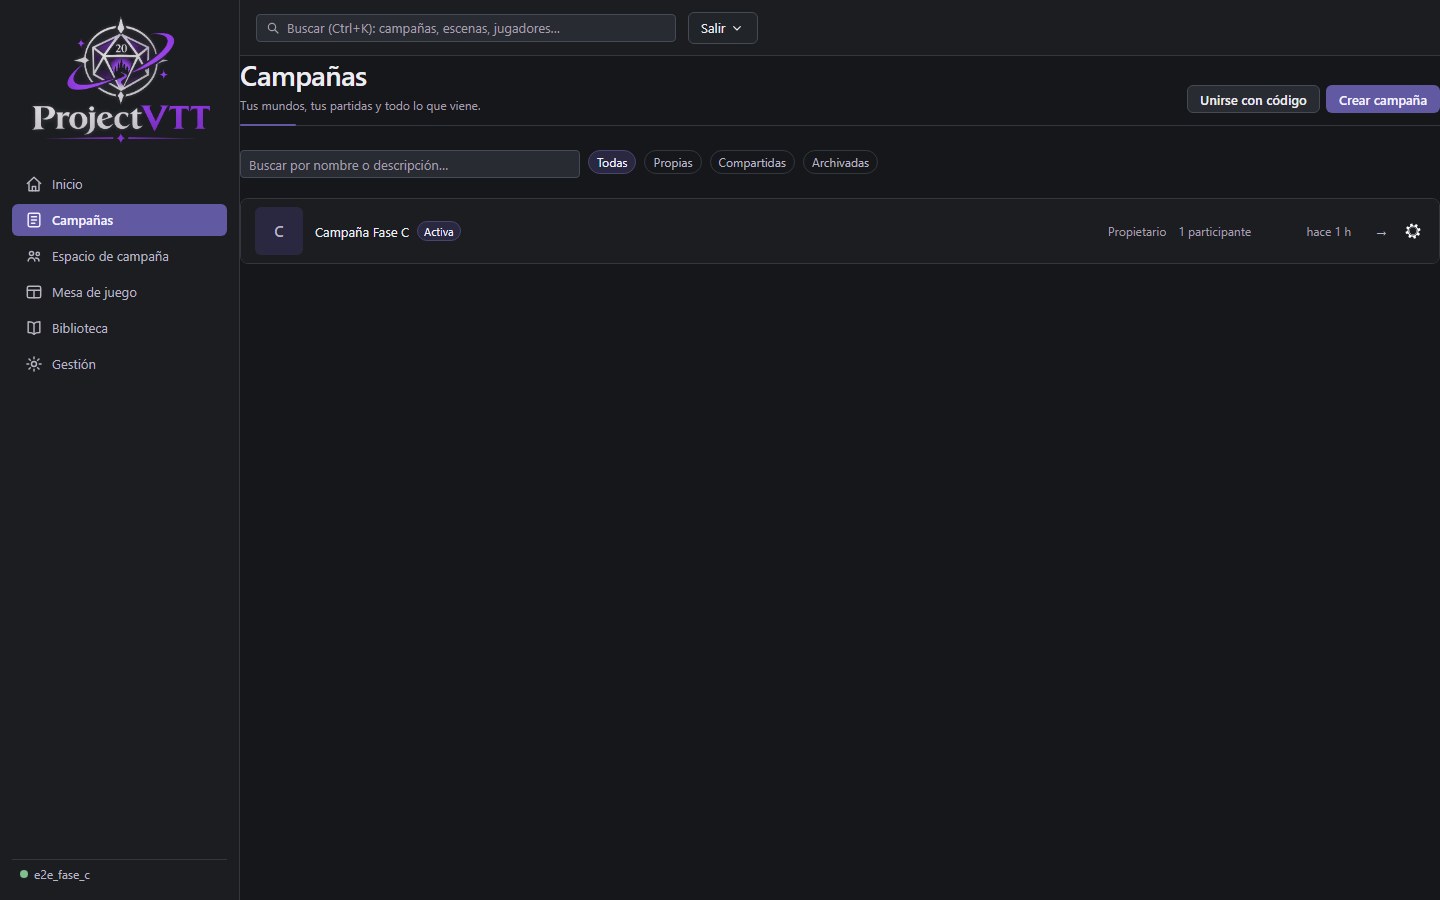 20
ProjectVTT
Inicio
Campañas
Espacio de campaña
Mesa de juego
Biblioteca
Gestión
e2e_fase_c
Buscar (Ctrl+K): campañas, escenas, jugadores...
Salir
Campañas
Tus mundos, tus partidas y todo lo que viene.
Unirse con código
Crear campaña
Buscar por nombre o descripción...
Todas
Propias
Compartidas
Archivadas
C
Campaña Fase C
Activa
Propietario
1 participante
hace 1 h
→